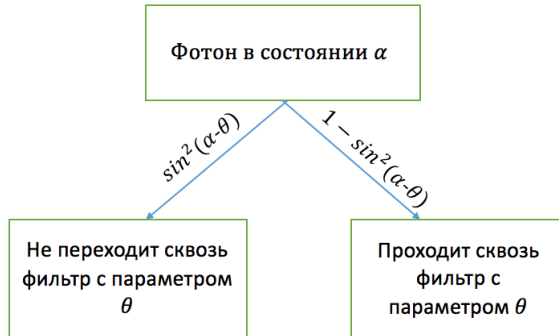 Фотон в состоянии α
sin²(α-θ)
1 − sin²(α-θ)
Не переходит сквозь
фильтр с параметром
θ
Проходит сквозь
фильтр с
параметром θ